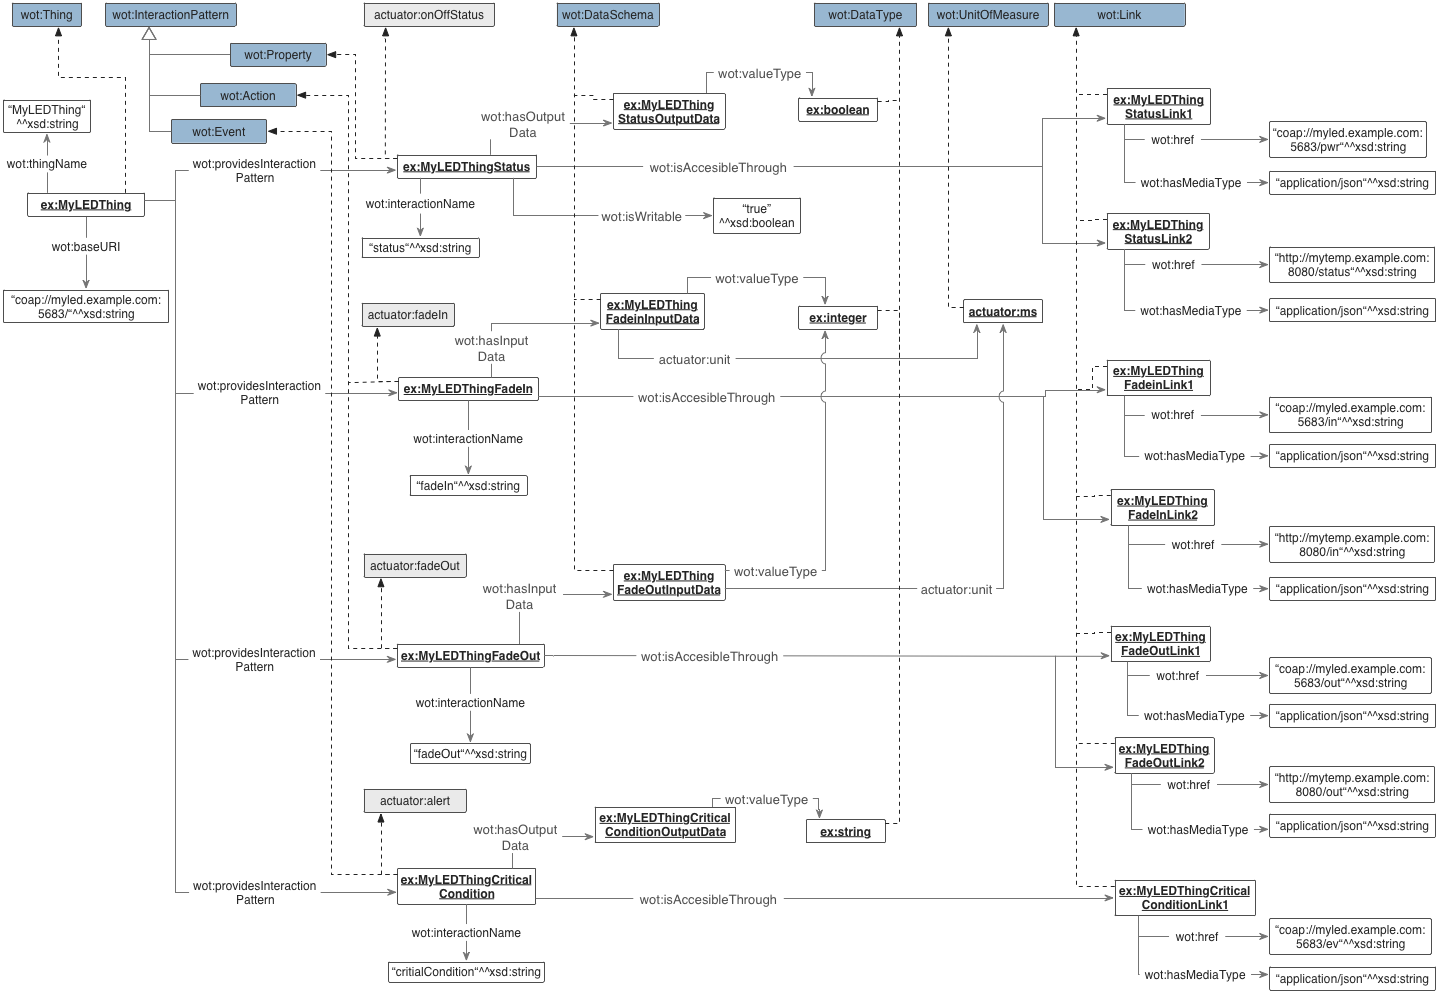 wot:Thing
wot:InteractionPattern
actuator:onOffStatus
wot:DataSchema
wot:DataType
wot:UnitOfMeasure
wot:Link
wot:Property
wot:Action
wot:Event
“MyLEDThing“
^^xsd:string
wot:thingName
ex:MyLEDThing
wot:baseURI
“coap://myled.example.com:
5683/“^^xsd:string
wot:providesInteraction
Pattern
ex:MyLEDThingStatus
wot:hasOutput
Data
ex:MyLEDThing
StatusOutputData
wot:valueType
ex:boolean
wot:isAccesibleThrough
wot:interactionName
“status“^^xsd:string
wot:isWritable
“true”
^^xsd:boolean
ex:MyLEDThing
StatusLink1
wot:href
“coap://myled.example.com:
5683/pwr“^^xsd:string
wot:hasMediaType
“application/json“^^xsd:string
ex:MyLEDThing
StatusLink2
wot:href
“http://mytemp.example.com:
8080/status“^^xsd:string
wot:hasMediaType
“application/json“^^xsd:string
actuator:fadeIn
wot:hasInput
Data
ex:MyLEDThing
FadeinInputData
wot:valueType
ex:integer
actuator:ms
actuator:unit
wot:providesInteraction
Pattern
ex:MyLEDThingFadeIn
wot:isAccesibleThrough
wot:interactionName
“fadeIn“^^xsd:string
ex:MyLEDThing
FadeinLink1
wot:href
“coap://myled.example.com:
5683/in“^^xsd:string
wot:hasMediaType
“application/json“^^xsd:string
ex:MyLEDThing
FadeInLink2
wot:href
“http://mytemp.example.com:
8080/in“^^xsd:string
wot:hasMediaType
“application/json“^^xsd:string
actuator:fadeOut
wot:hasInput
Data
ex:MyLEDThing
FadeOutInputData
wot:valueType
actuator:unit
wot:providesInteraction
Pattern
ex:MyLEDThingFadeOut
wot:isAccesibleThrough
wot:interactionName
“fadeOut“^^xsd:string
ex:MyLEDThing
FadeOutLink1
wot:href
“coap://myled.example.com:
5683/out“^^xsd:string
wot:hasMediaType
“application/json“^^xsd:string
ex:MyLEDThing
FadeOutLink2
wot:href
“http://mytemp.example.com:
8080/out“^^xsd:string
wot:hasMediaType
“application/json“^^xsd:string
actuator:alert
wot:hasOutput
Data
ex:MyLEDThingCritical
ConditionOutputData
wot:valueType
ex:string
wot:providesInteraction
Pattern
ex:MyLEDThingCritical
Condition
wot:isAccesibleThrough
wot:interactionName
“critialCondition“^^xsd:string
ex:MyLEDThingCritical
ConditionLink1
wot:href
“coap://myled.example.com:
5683/ev“^^xsd:string
wot:hasMediaType
“application/json“^^xsd:string